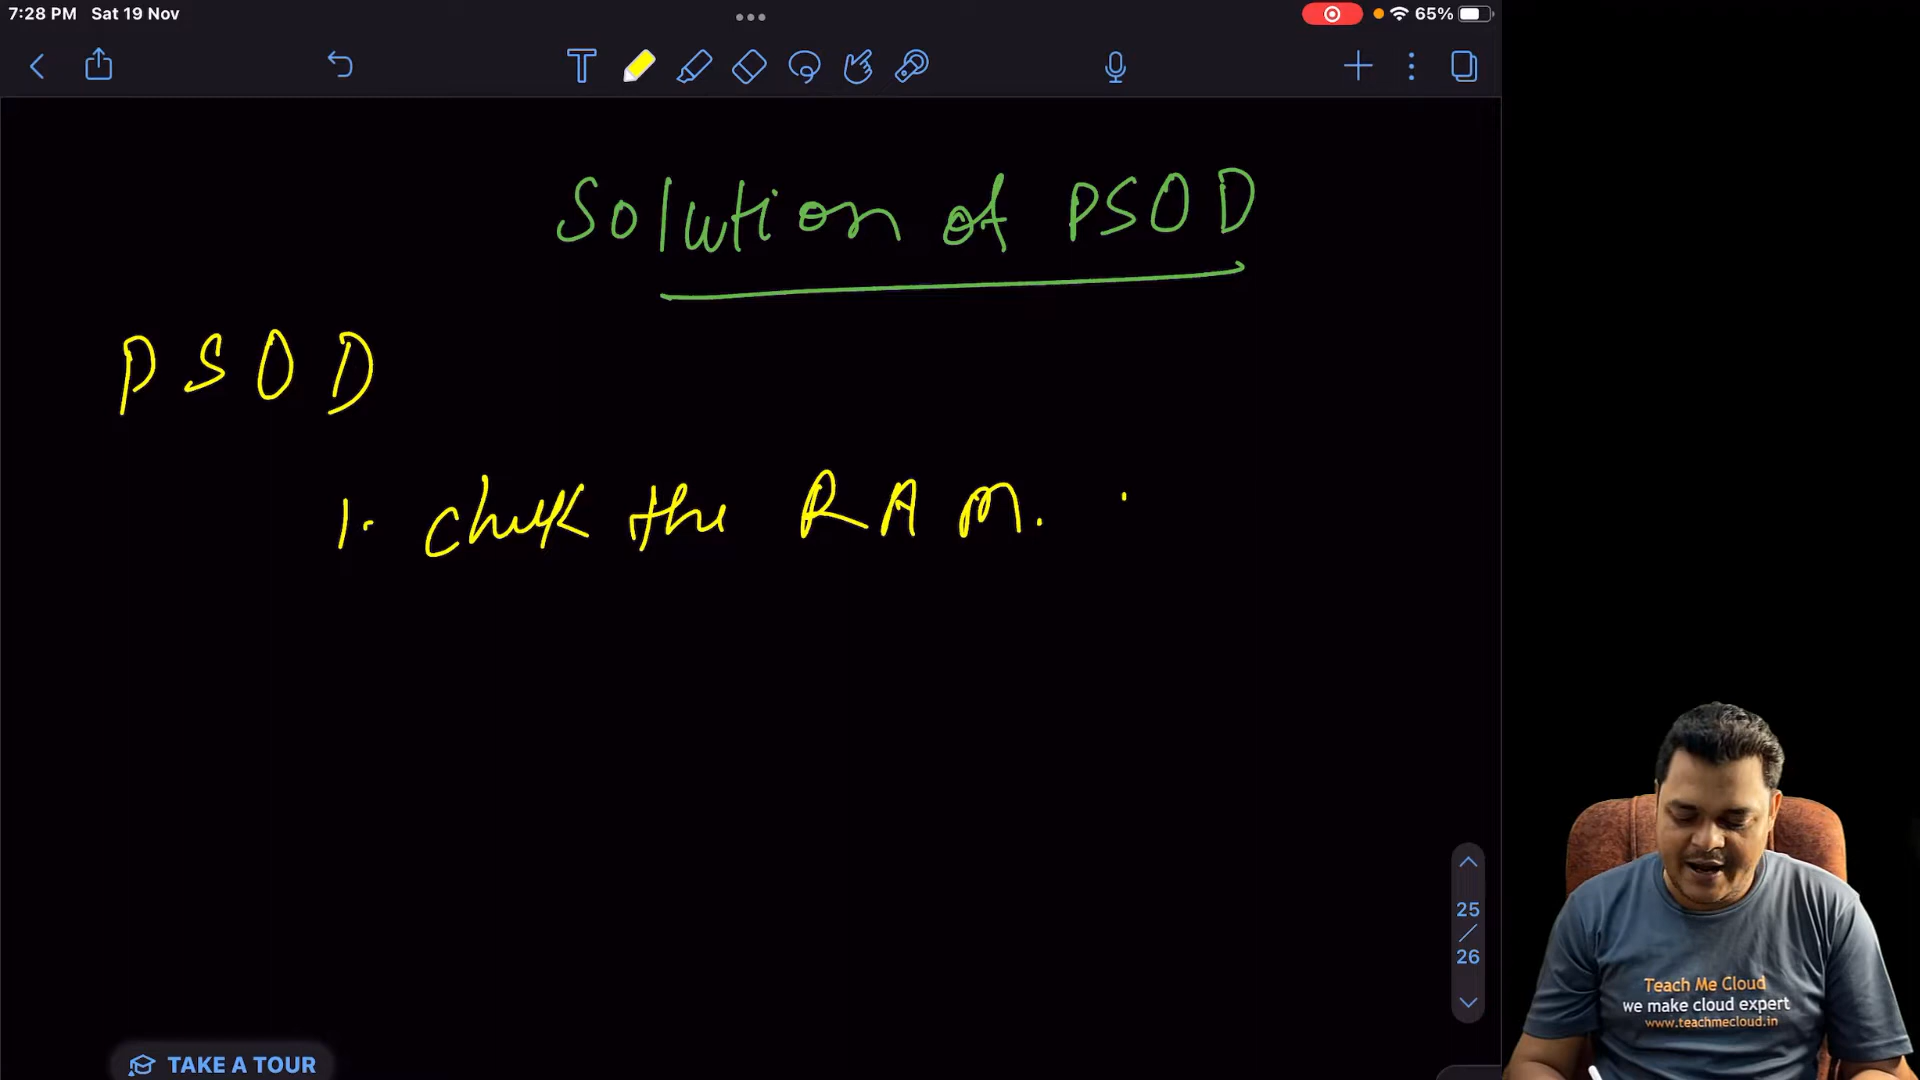 7:28 PM Sat 19 Nov
65%
T
Solution of PSOD
PSOD
1. Check the RAM.
25
/
26
Teach Me Cloud
we make cloud expert
www.teachmecloud.in
TAKE A TOUR